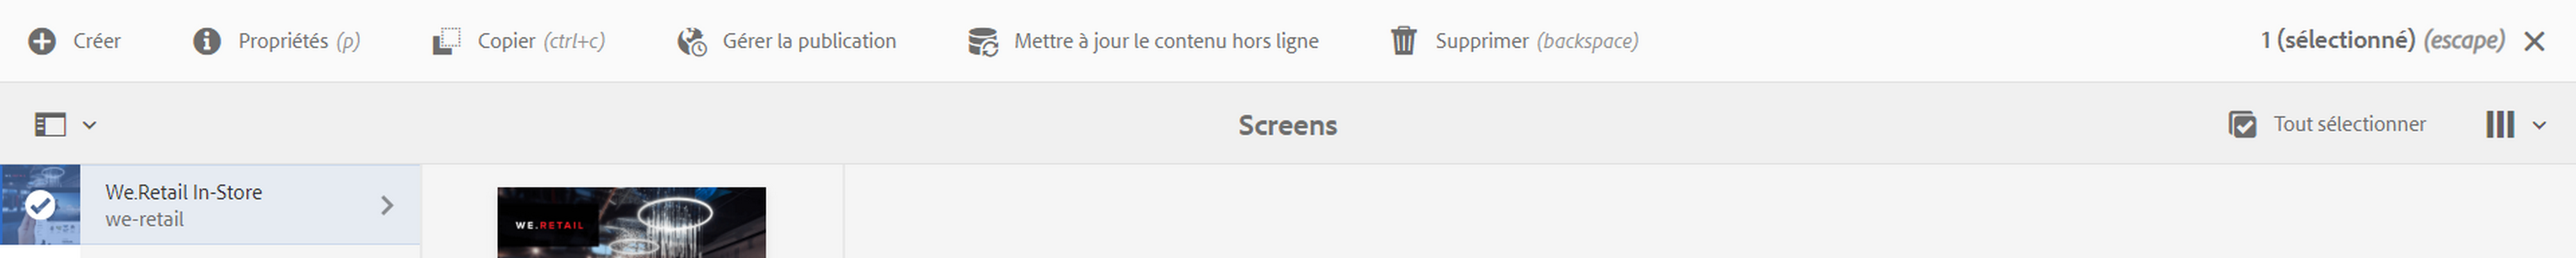 Créer Propriétés (p) Copier (ctrl+c) Gérer la publication Mettre à jour le contenu hors ligne Supprimer (backspace) 1 (sélectionné) (escape)
Screens Tout sélectionner
We.Retail In-Store
we-retail
WE.RETAIL